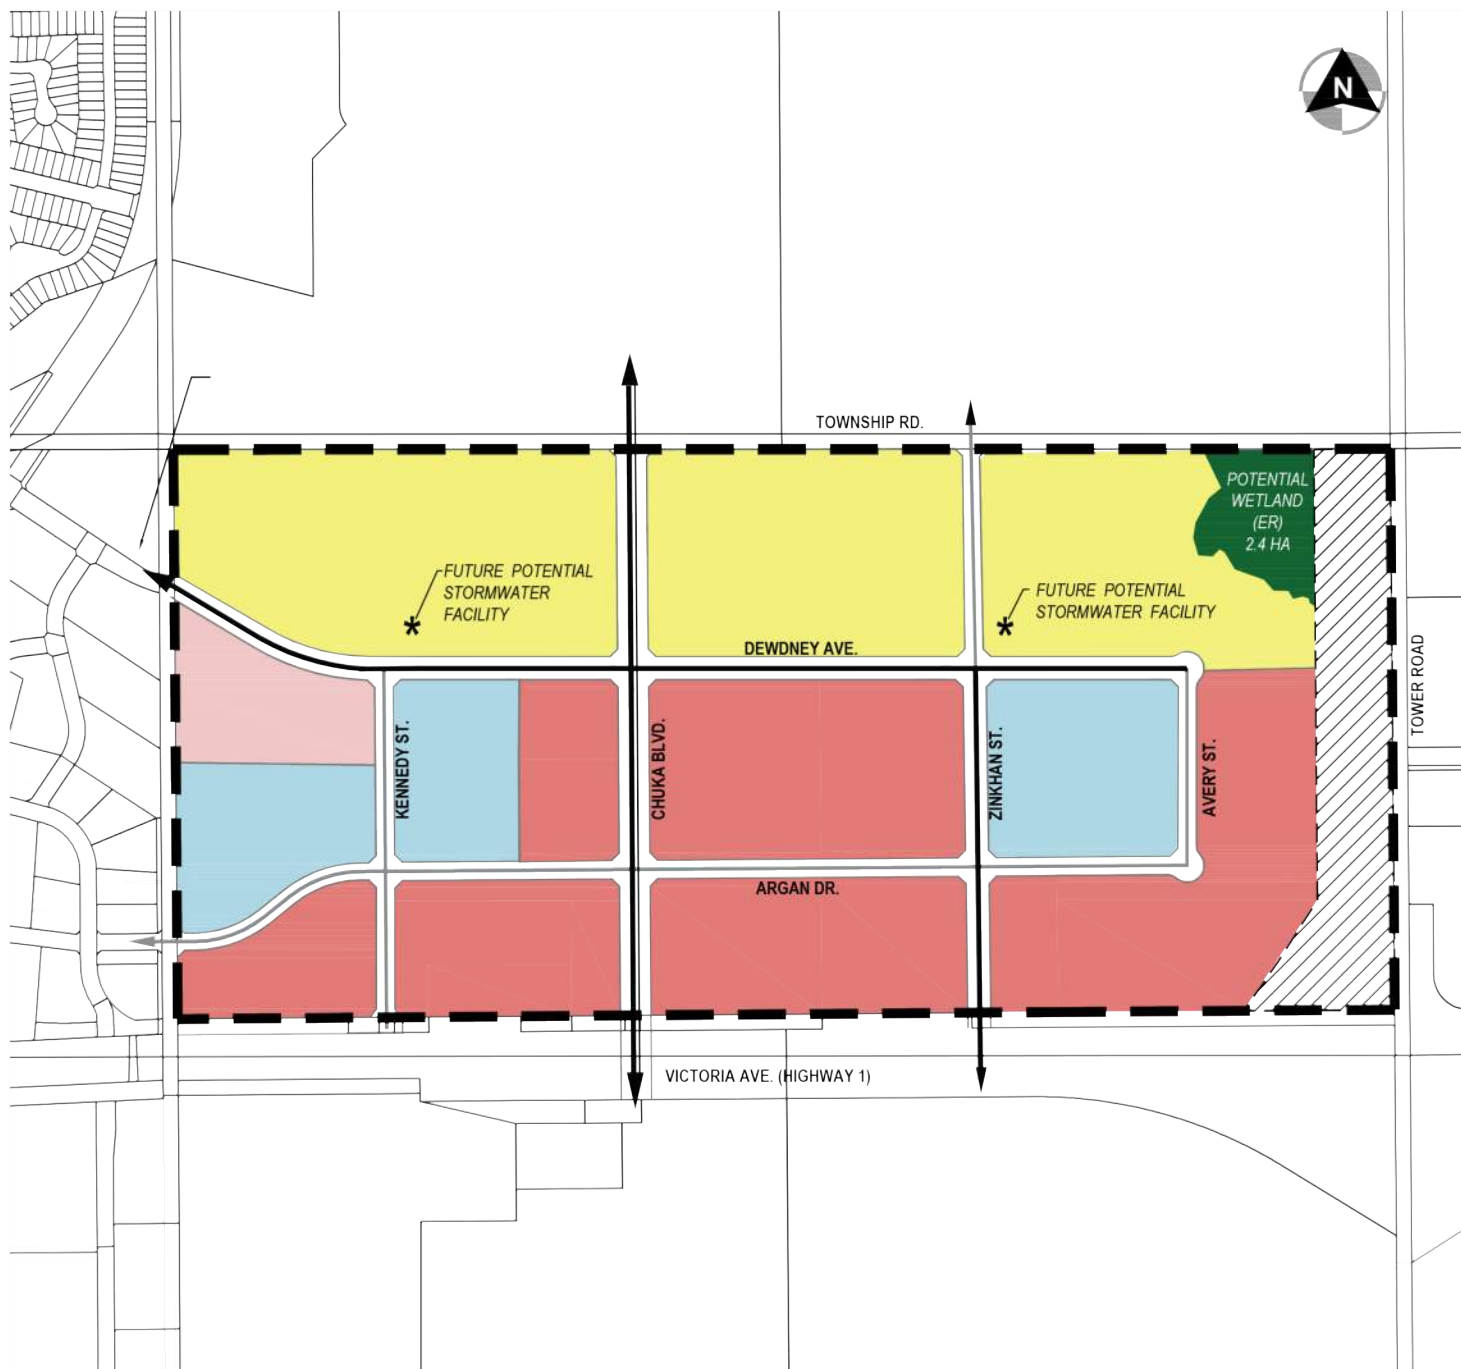 N
TOWNSHIP RD.
POTENTIAL
WETLAND
(ER)
2.4 HA
FUTURE POTENTIAL
STORMWATER
FACILITY
*
FUTURE POTENTIAL
STORMWATER FACILITY
*
DEWDNEY AVE.
TOWER ROAD
KENNEDY ST.
CHUKA BLVD.
ZINKHAN ST.
AVERY ST.
ARGAN DR.
VICTORIA AVE. (HIGHWAY 1)